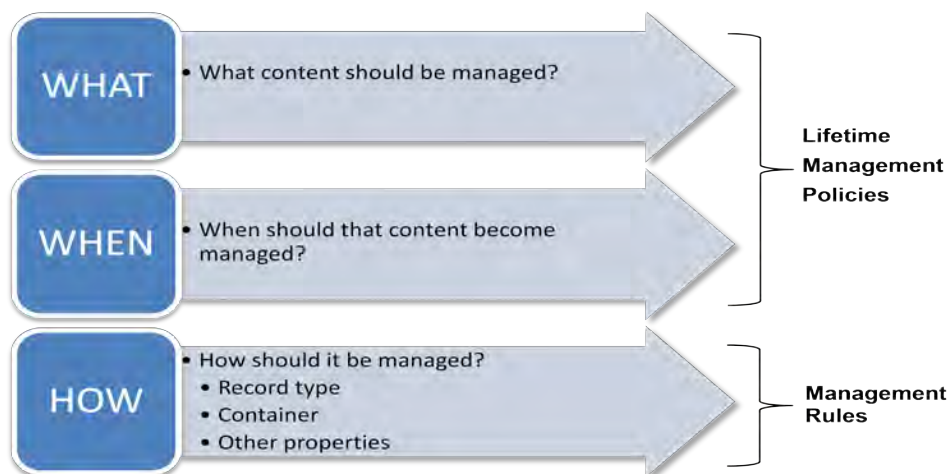 WHAT
• What content should be managed?
WHEN
• When should that content become
managed?
Lifetime
Management
Policies
HOW
• How should it be managed?
• Record type
• Container
• Other properties
Management
Rules